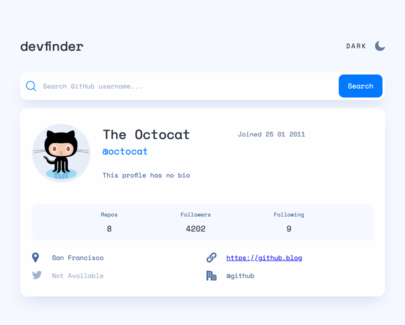 devfinder
DARK
Search GitHub username...
Search
The Octocat
Joined 25 01 2011
@octocat
This profile has no bio
Repos
Followers
Following
8
4202
9
San Francisco
https://github.blog
Not Available
@github